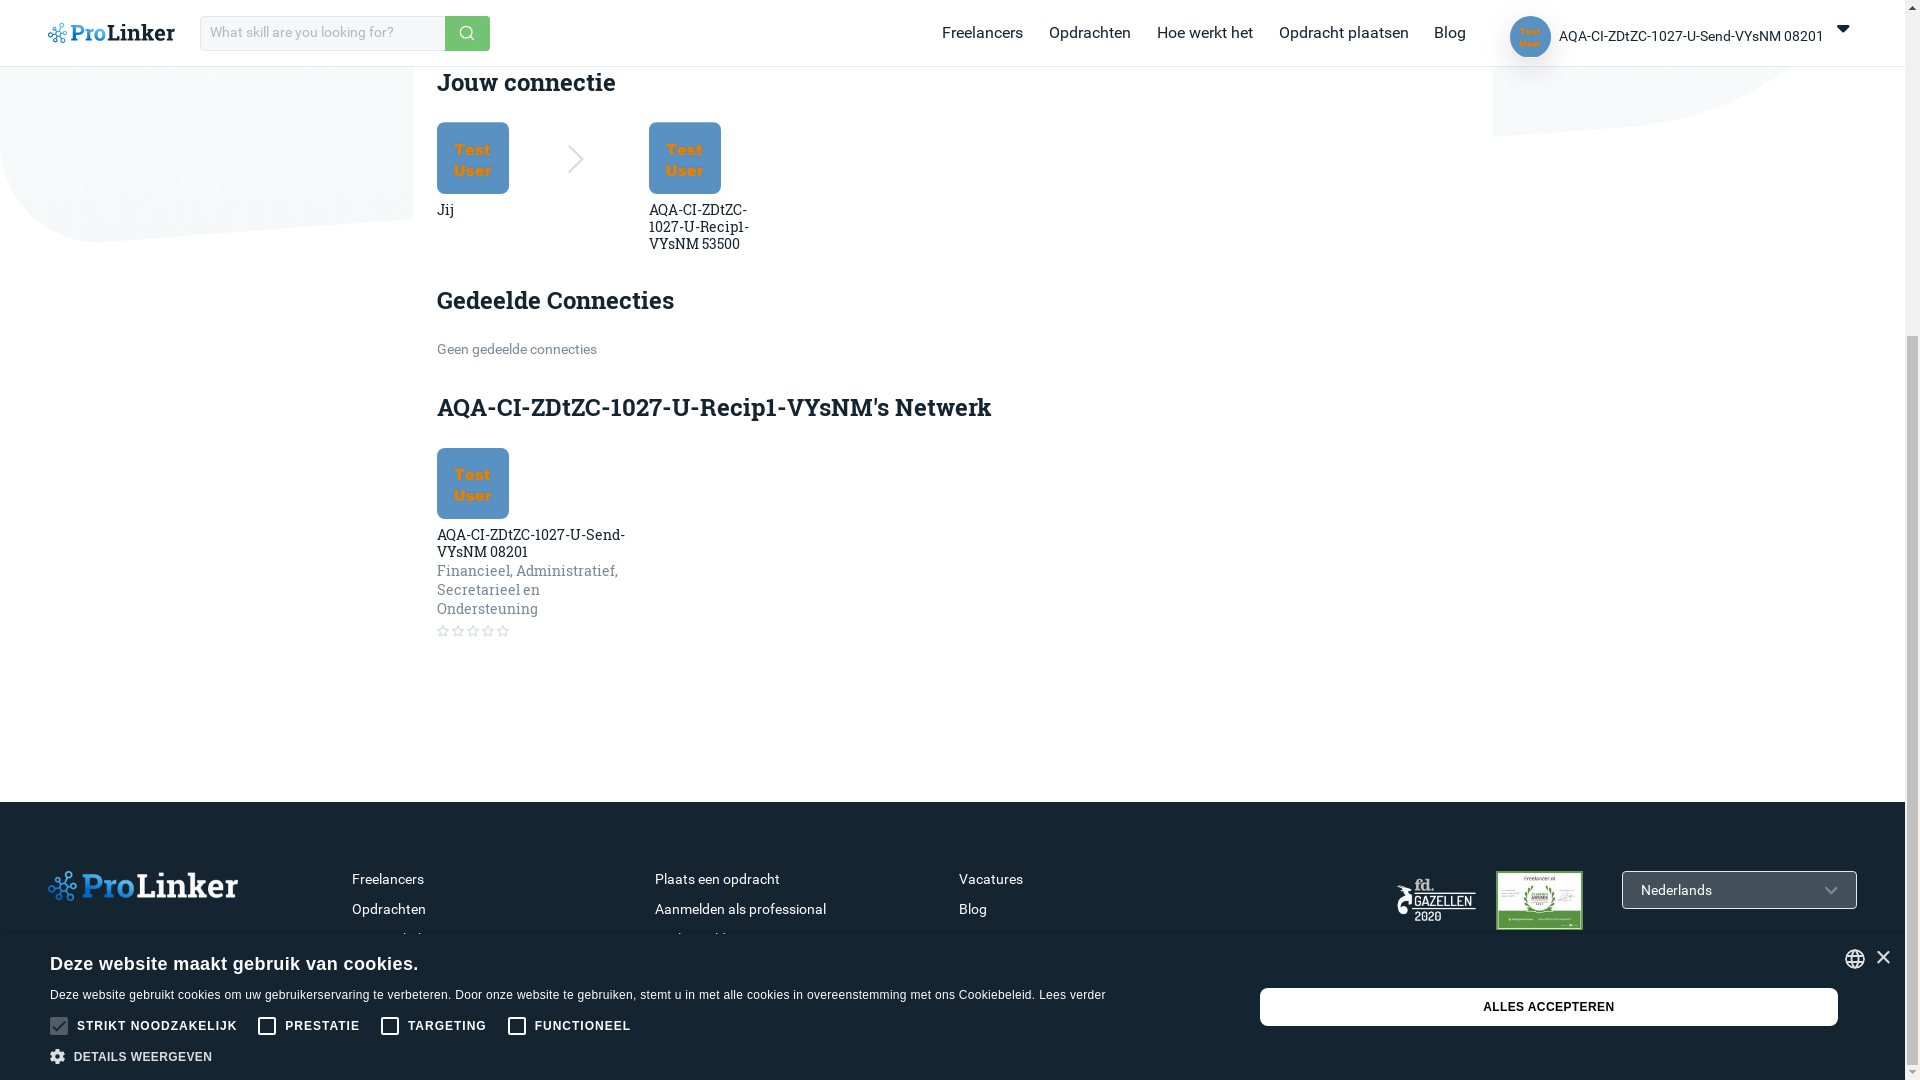 ProLinker
What skill are you looking for?
Freelancers
Opdrachten
Hoe werkt het
Opdracht plaatsen
Blog
Test
User
AQA-CI-ZDtZC-1027-U-Send-VYsNM 08201
Jouw connectie
Test
User
Test
User
Jij
AQA-CI-ZDtZC-
1027-U-Recip1-
VYsNM 53500
Gedeelde Connecties
Geen gedeelde connecties
AQA-CI-ZDtZC-1027-U-Recip1-VYsNM's Netwerk
Test
User
AQA-CI-ZDtZC-1027-U-Send-
VYsNM 08201
Financieel, Administratief,
Secretarieel en
Ondersteuning
ProLinker
Freelancers
Opdrachten
Plaats een opdracht
Aanmelden als professional
Vacatures
Blog
fd.
GAZELLEN
2020
Freelancer.nl
Nederlands
Deze website maakt gebruik van cookies.
Deze website gebruikt cookies om uw gebruikerservaring te verbeteren. Door onze website te gebruiken, stemt u in met alle cookies in overeenstemming met ons Cookiebeleid. Lees verder
STRIKT NOODZAKELIJK
PRESTATIE
TARGETING
FUNCTIONEEL
DETAILS WEERGEVEN
ALLES ACCEPTEREN